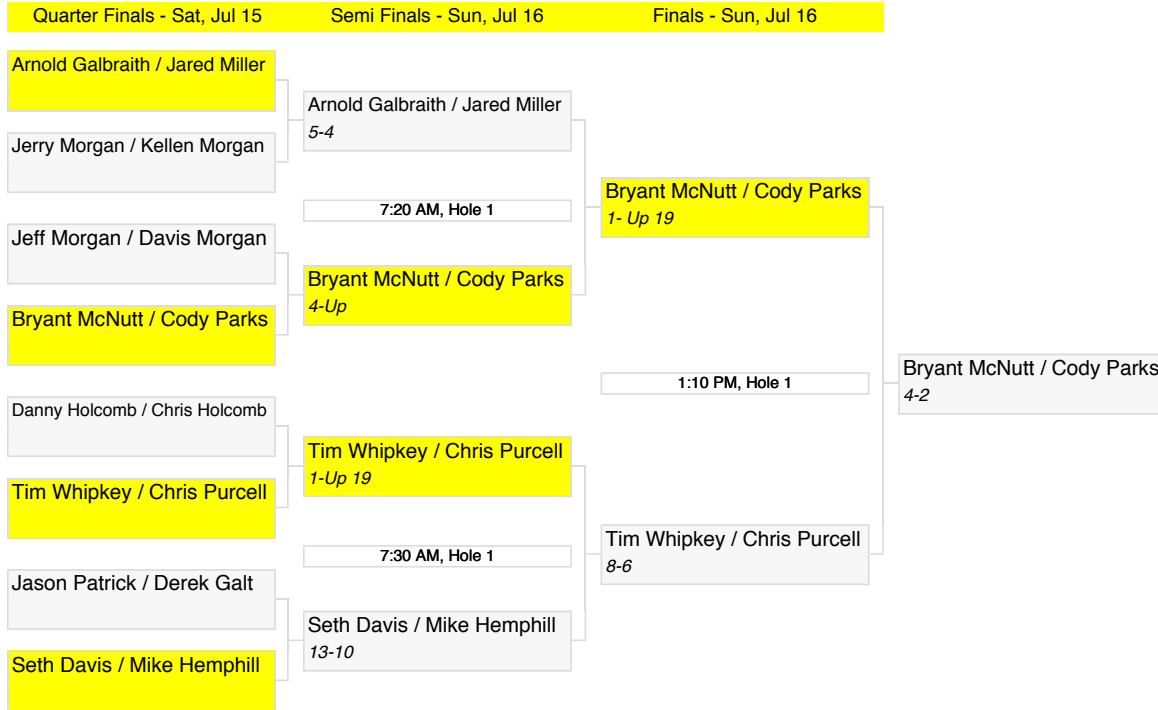 Quarter Finals - Sat, Jul 15
Semi Finals - Sun, Jul 16
Finals - Sun, Jul 16
Arnold Galbraith / Jared Miller
Jerry Morgan / Kellen Morgan
Jeff Morgan / Davis Morgan
Bryant McNutt / Cody Parks
Danny Holcomb / Chris Holcomb
Tim Whipkey / Chris Purcell
Jason Patrick / Derek Galt
Seth Davis / Mike Hemphill
Arnold Galbraith / Jared Miller
5-4
7:20 AM, Hole 1
Bryant McNutt / Cody Parks
4-Up
Tim Whipkey / Chris Purcell
1-Up 19
7:30 AM, Hole 1
Seth Davis / Mike Hemphill
13-10
Bryant McNutt / Cody Parks
1- Up 19
1:10 PM, Hole 1
Tim Whipkey / Chris Purcell
8-6
Bryant McNutt / Cody Parks
4-2